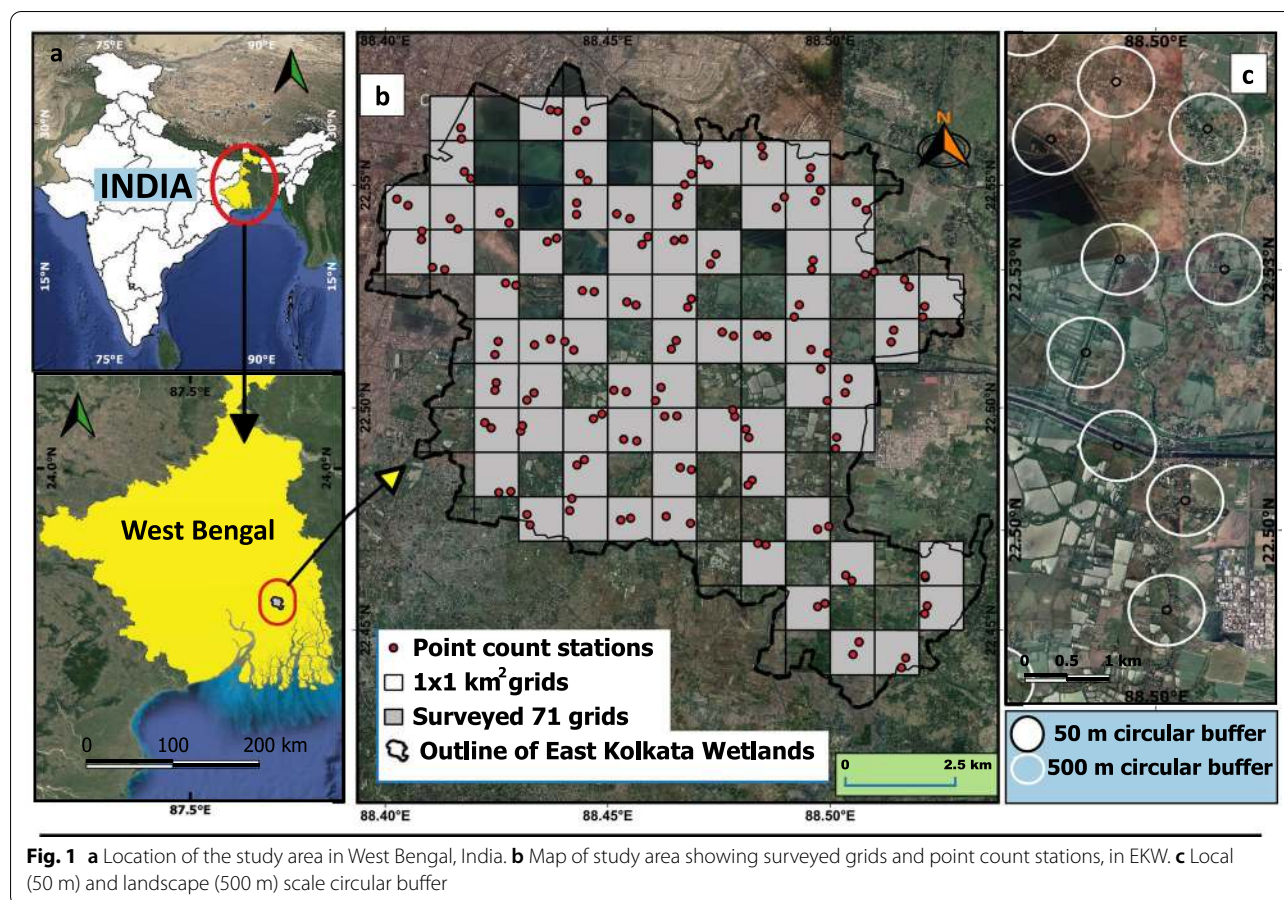 a
75°E
90°E
30°N
30°N
INDIA
15°N
15°N
75°E
90°E
87.5°E
24.0°N
24.0°N
West Bengal
0 100 200 km
87.5°E
88.40°E
88.45°E
88.50°E
b
N
22.55°N
22.55°N
22.50°N
22.50°N
22.45°N
22.45°N
Point count stations
1x1 km² grids
Surveyed 71 grids
Outline of East Kolkata Wetlands
0 2.5 km
88.40°E
88.45°E
88.50°E
88.50°E
c
22.53°N
22.53°N
22.50°N
22.50°N
0 0.5 1 km
88.50°E
50 m circular buffer
500 m circular buffer
Fig. 1 a Location of the study area in West Bengal, India. b Map of study area showing surveyed grids and point count stations, in EKW. c Local
(50 m) and landscape (500 m) scale circular buffer